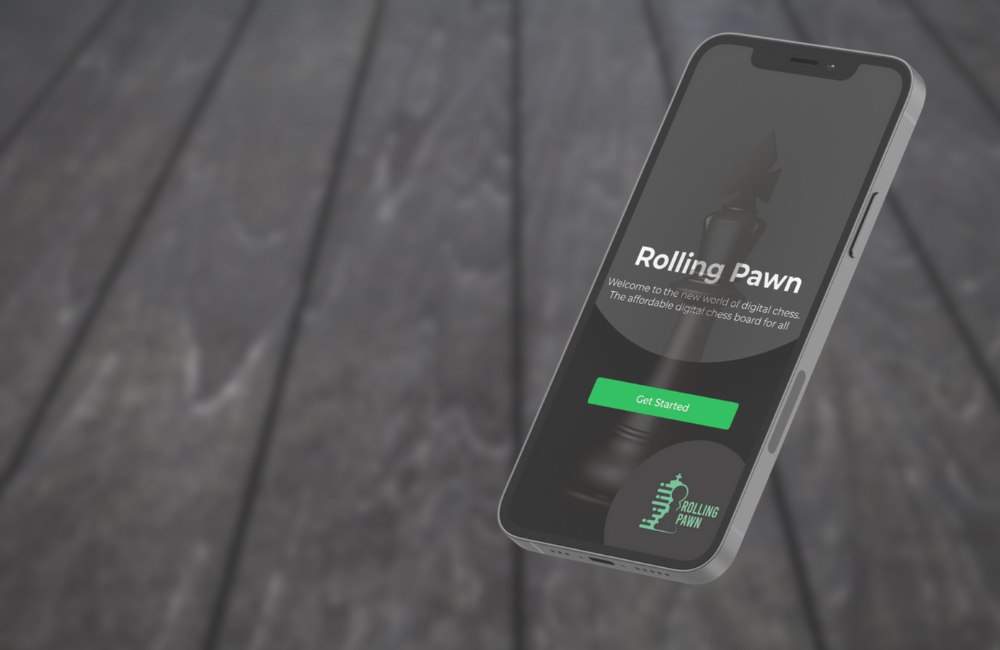 Rolling Pawn
Welcome to the new world of digital chess.
The affordable digital chess board for all
Get Started
ROLLING
PAWN